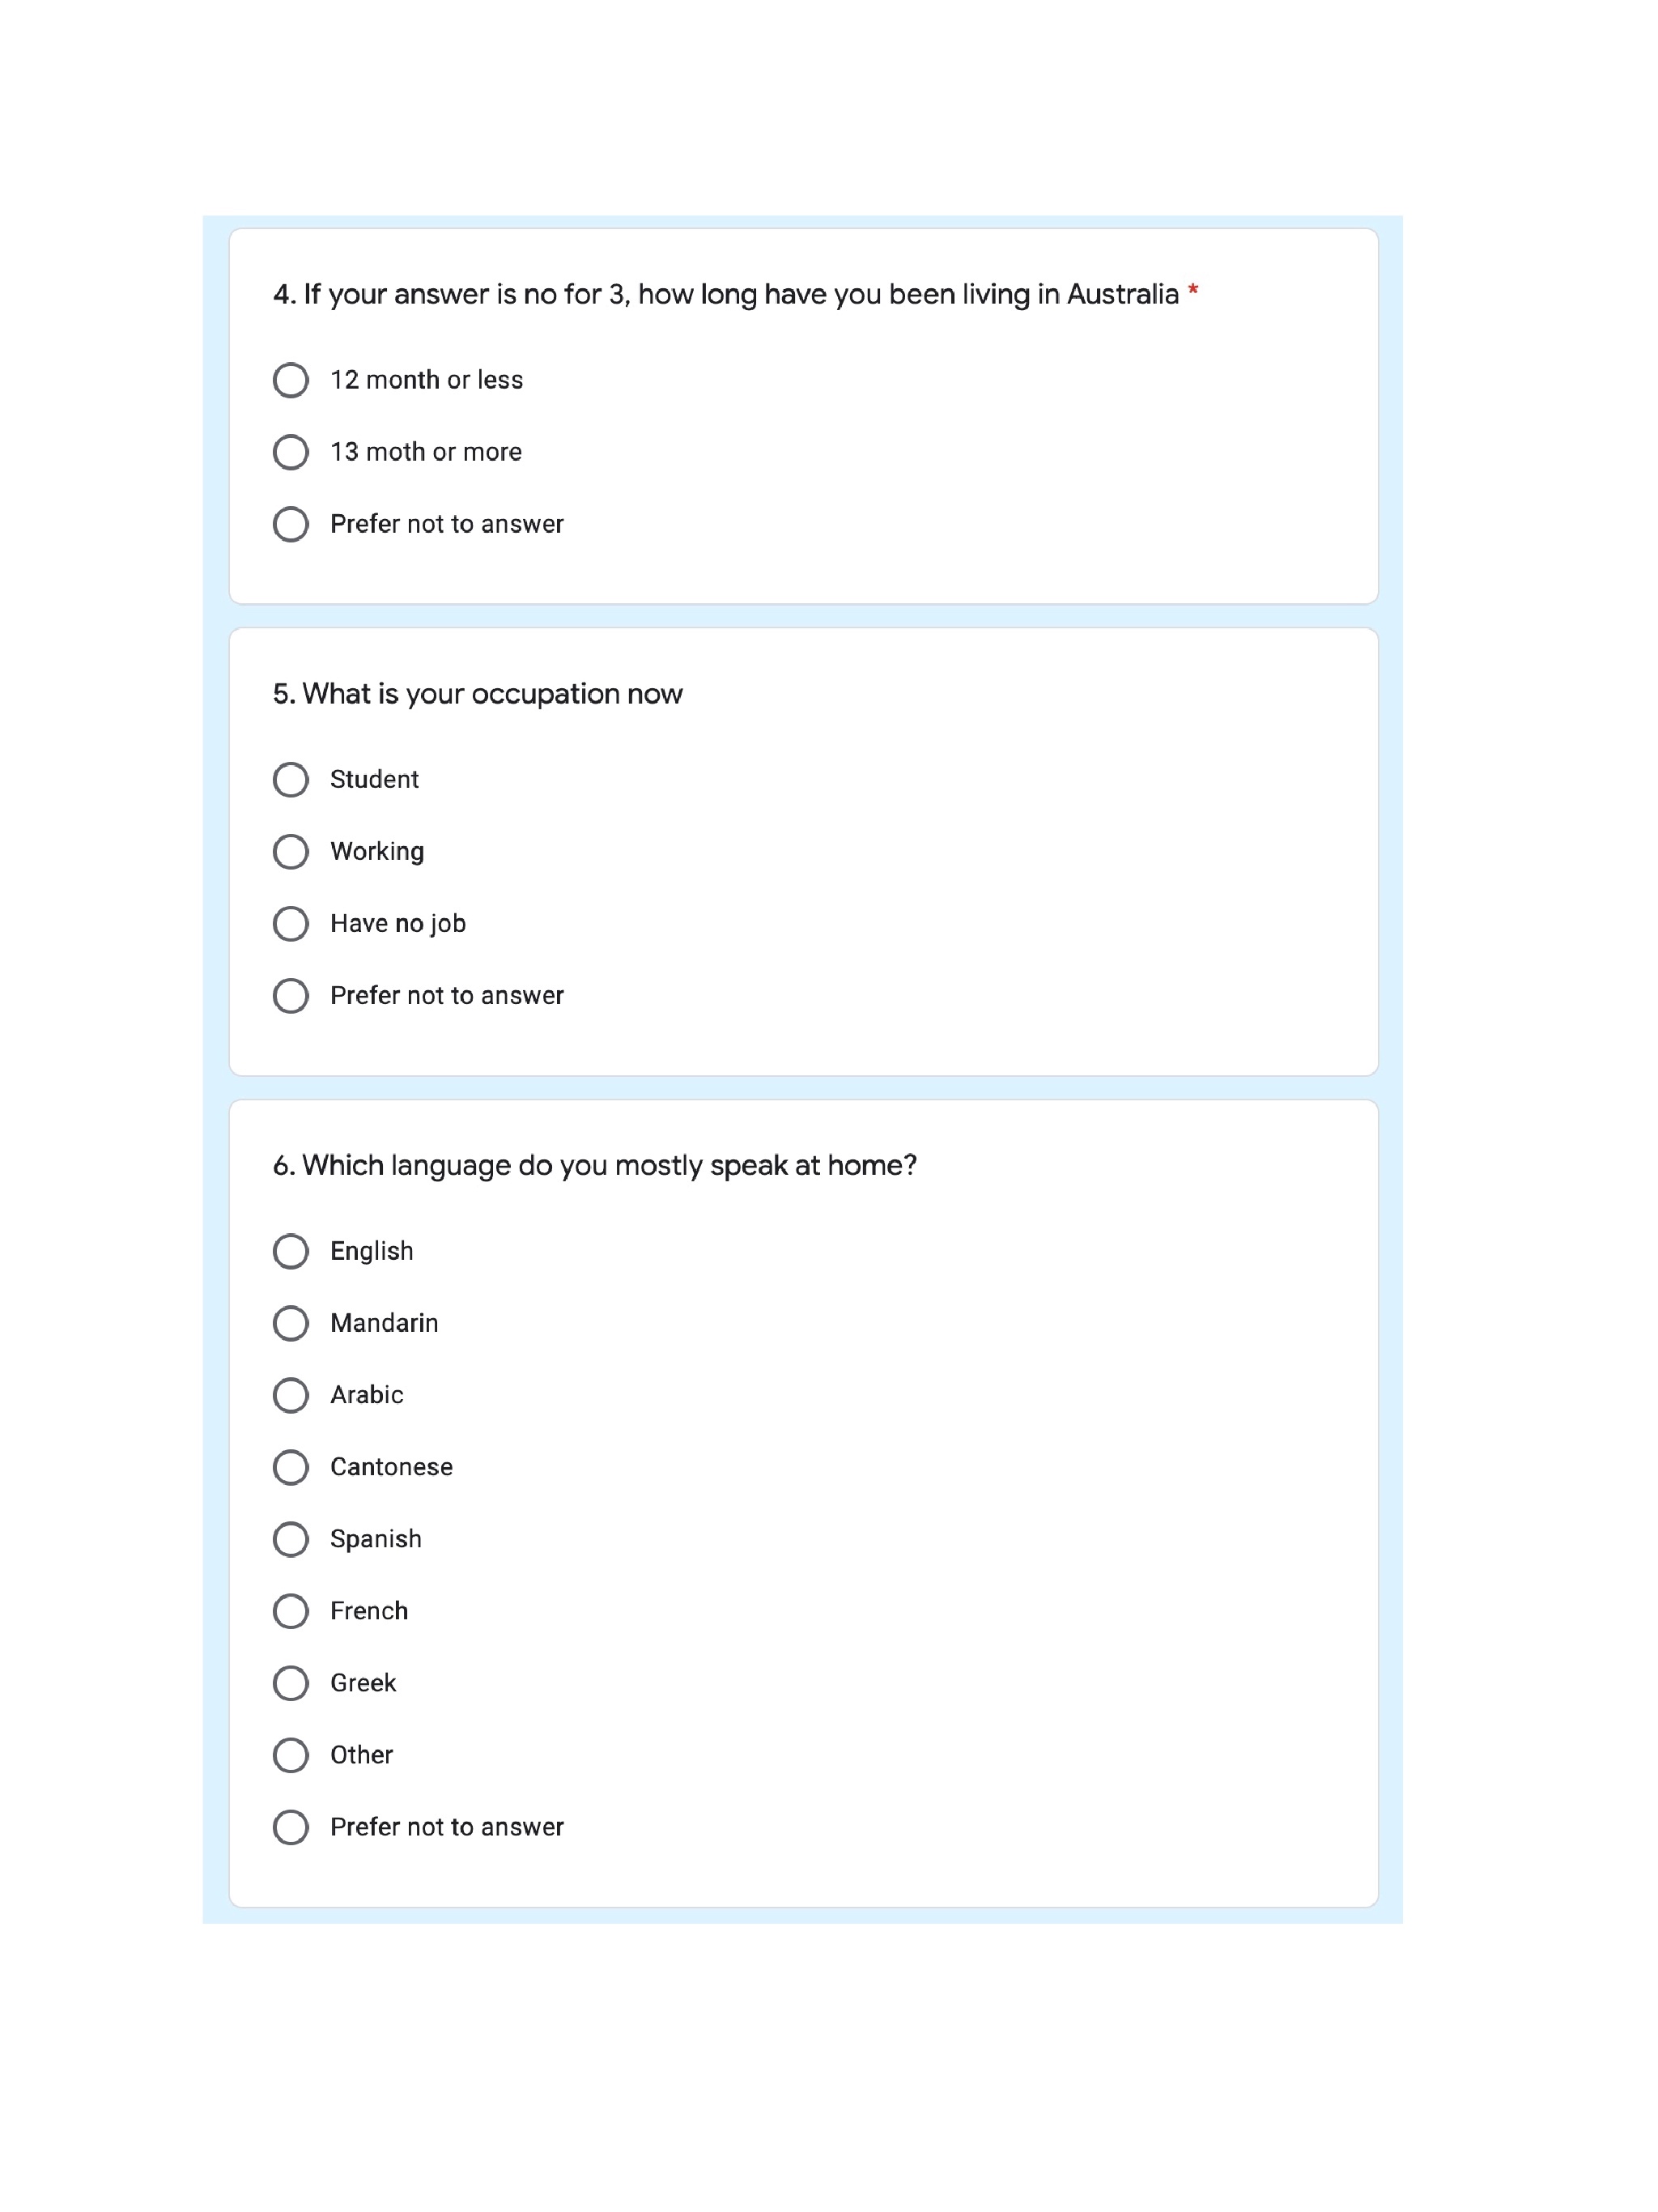 4. If your answer is no for 3, how long have you been living in Australia *
12 month or less
13 moth or more
Prefer not to answer
5. What is your occupation now
Student
Working
Have no job
Prefer not to answer
6. Which language do you mostly speak at home?
English
Mandarin
Arabic
Cantonese
Spanish
French
Greek
Other
Prefer not to answer